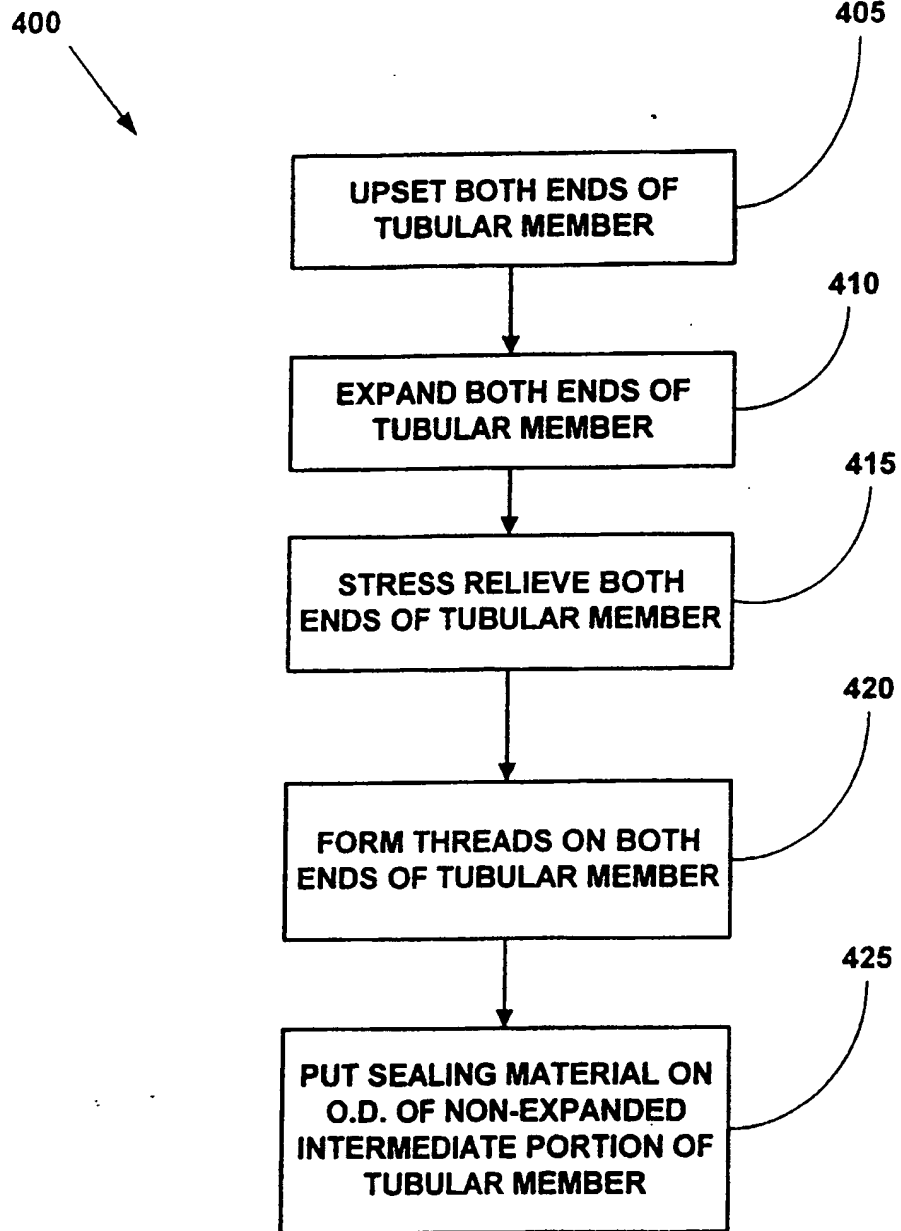 400
405
UPSET BOTH ENDS OF
TUBULAR MEMBER
410
EXPAND BOTH ENDS OF
TUBULAR MEMBER
415
STRESS RELIEVE BOTH
ENDS OF TUBULAR MEMBER
420
FORM THREADS ON BOTH
ENDS OF TUBULAR MEMBER
425
PUT SEALING MATERIAL ON
O.D. OF NON-EXPANDED
INTERMEDIATE PORTION OF
TUBULAR MEMBER